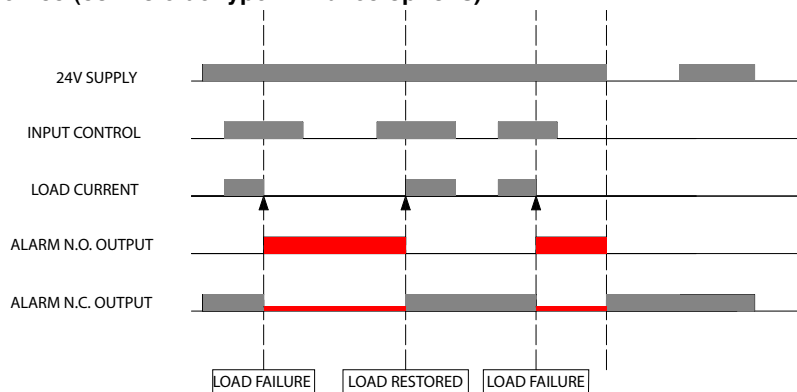 24V SUPPLY
INPUT CONTROL
LOAD CURRENT
ALARM N.O. OUTPUT
ALARM N.C. OUTPUT
LOAD FAILURE
LOAD RESTORED
LOAD FAILURE